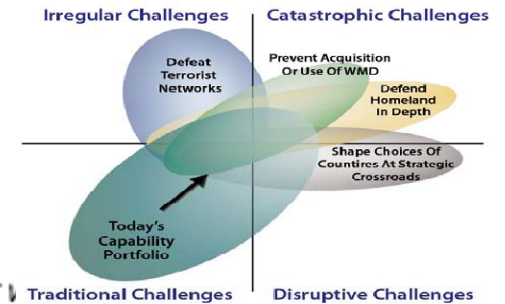 Irregular Challenges
Catastrophic Challenges
Defeat
Terrorist
Networks
Prevent Acquisition
Or Use Of WMD
Defend
Homeland
In Depth
Shape Choices Of
Countires At Strategic
Crossroads
Today's
Capability
Portfolio
Traditional Challenges
Disruptive Challenges